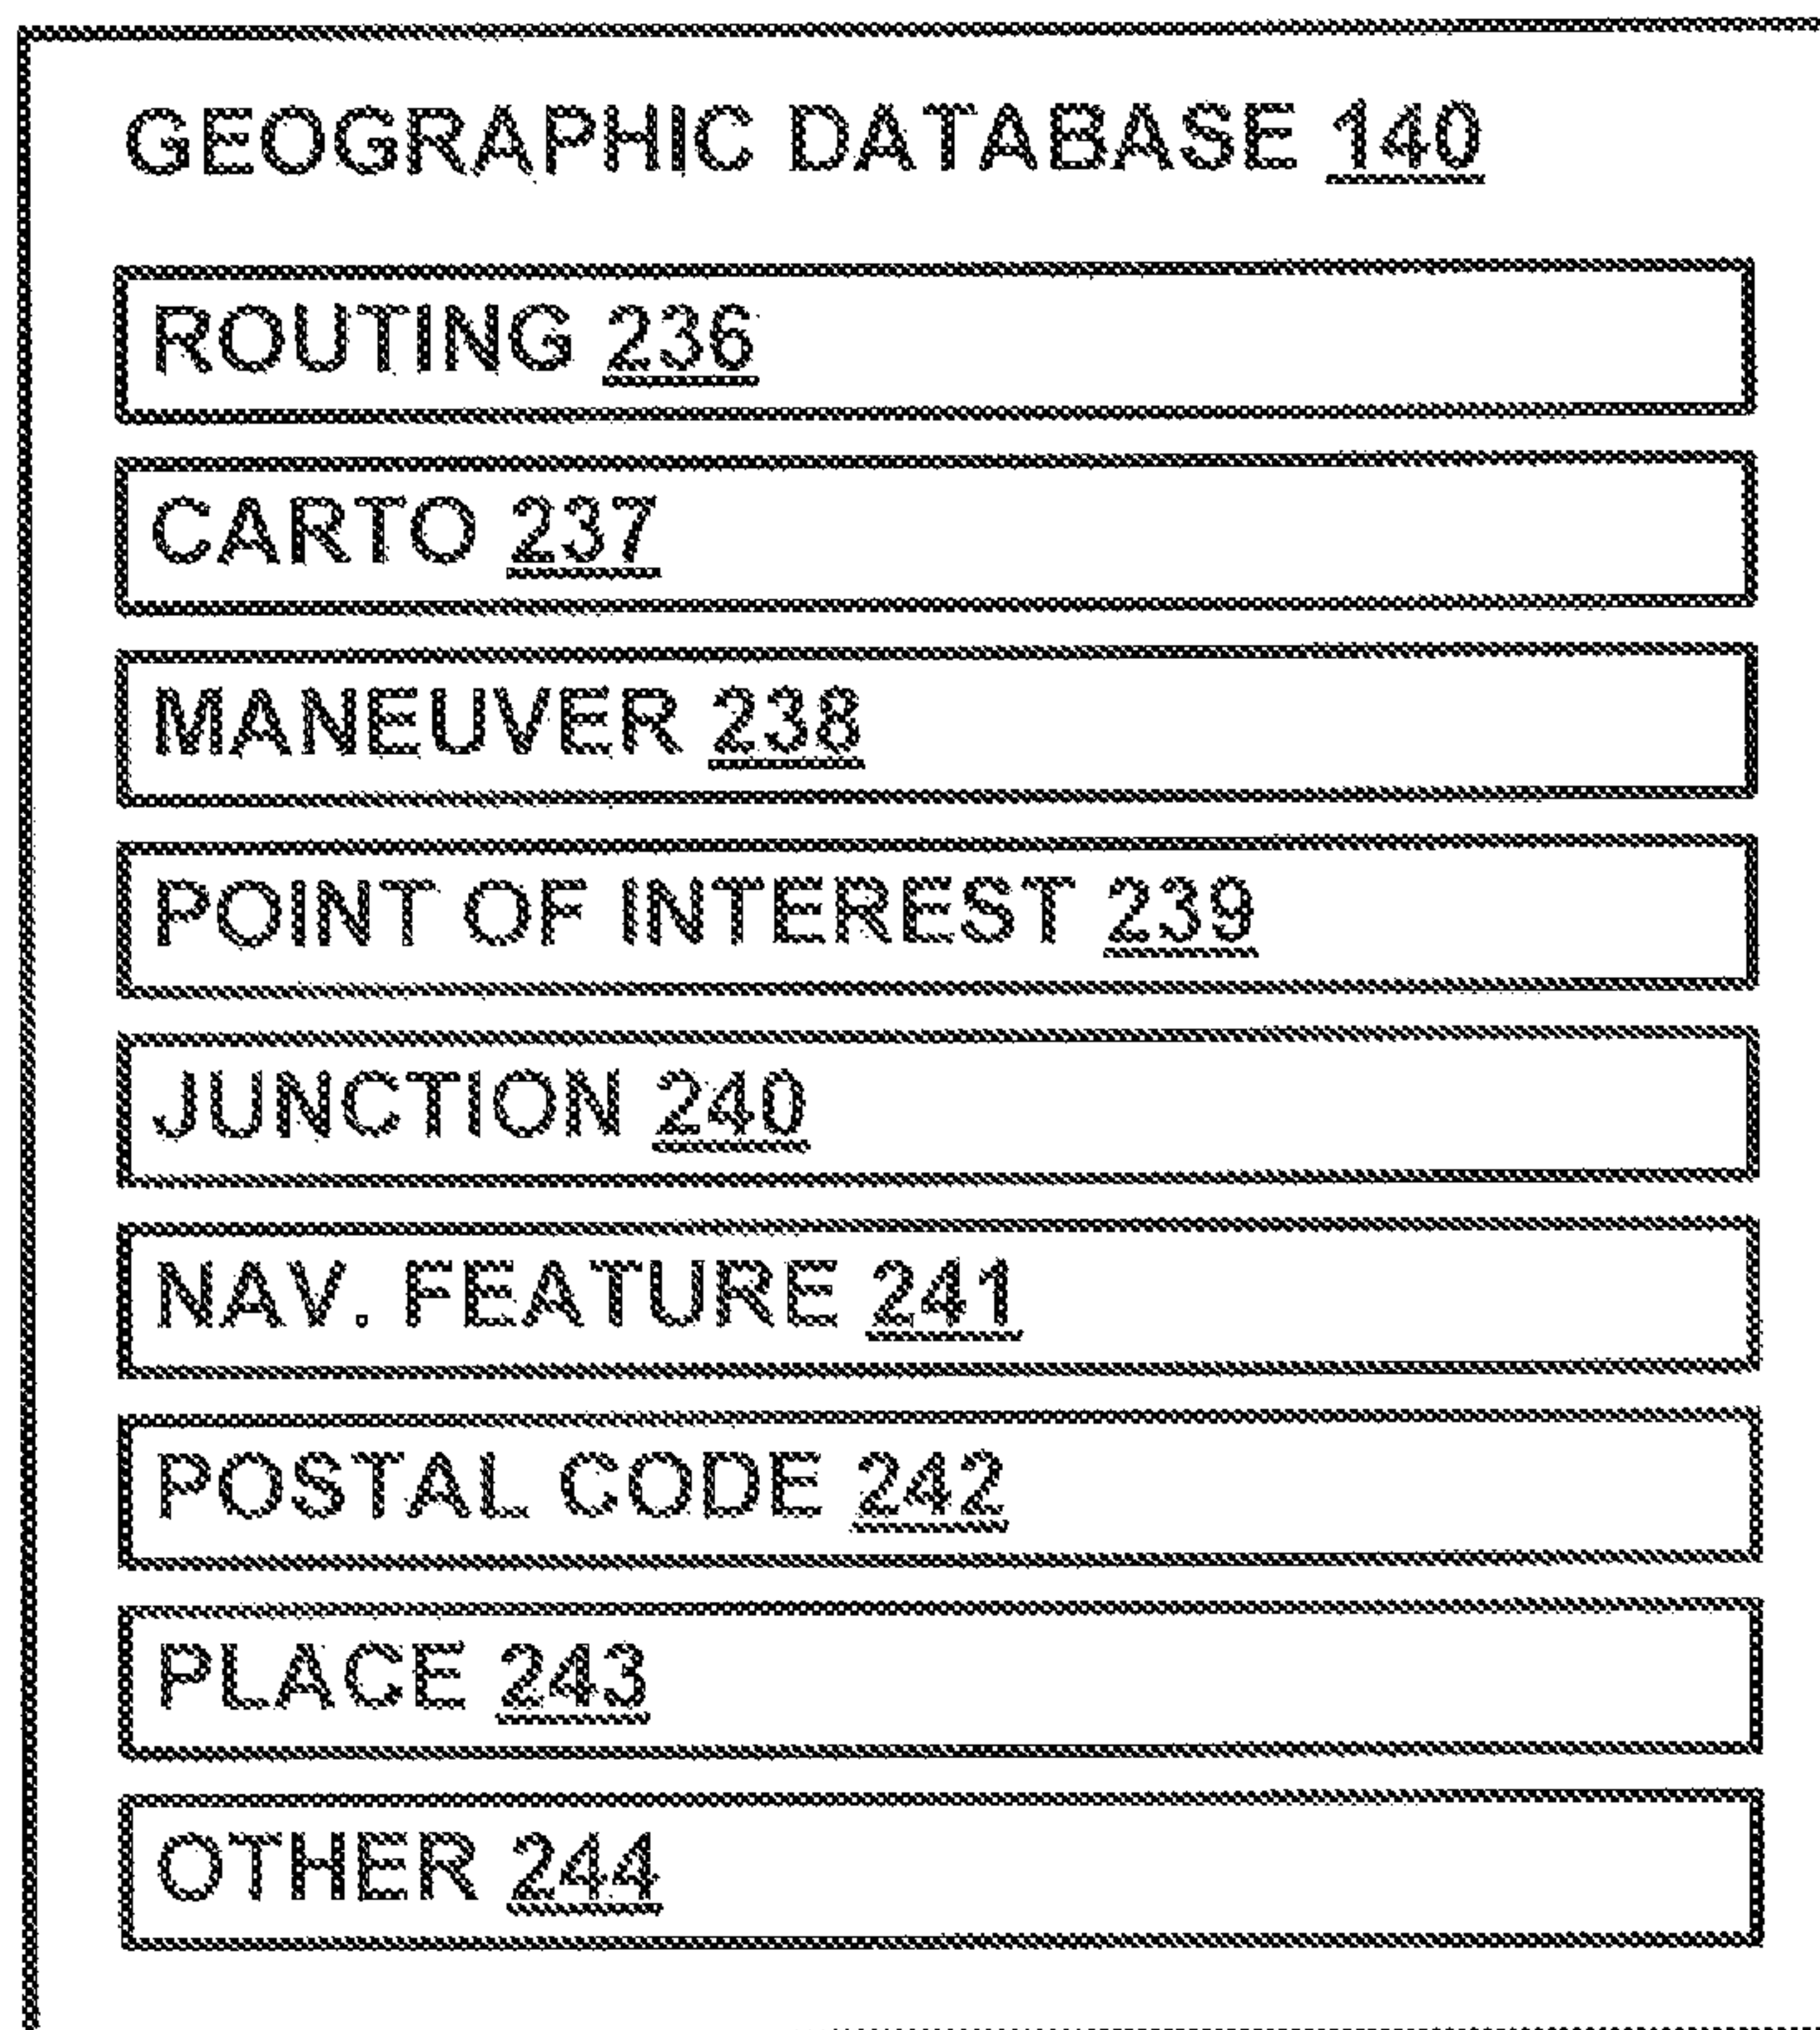 GEOGRAPHIC DATABASE 140
ROUTING 236
CARTO 237
MANEUVER 238
POINT OF INTEREST 239
JUNCTION 240
NAV. FEATURE 241
POSTAL CODE 242
PLACE 243
OTHER 244